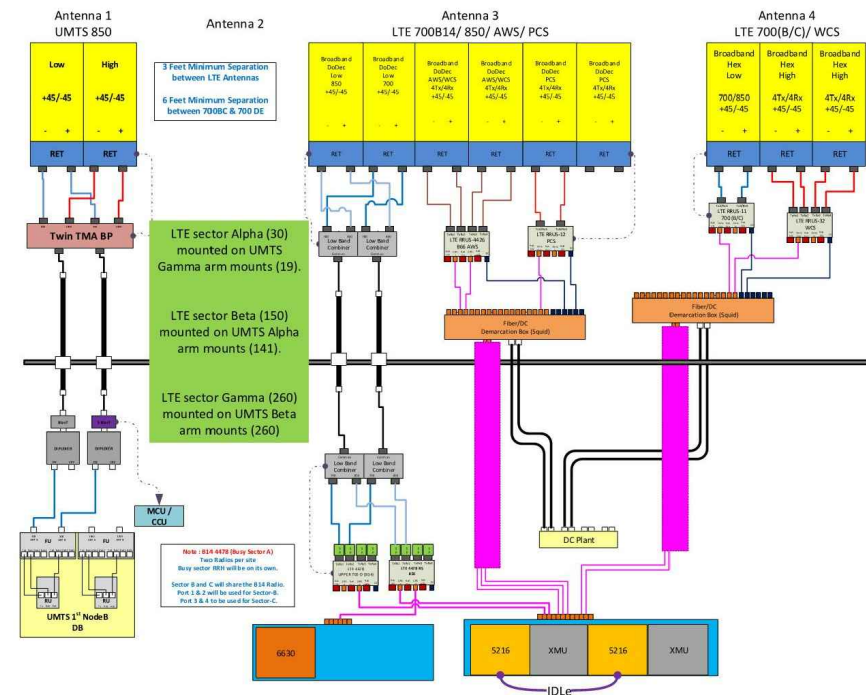 Antenna 1
UMTS 850
Antenna 2
Antenna 3
LTE 700B14/ 850/ AWS/ PCS
Antenna 4
LTE 700(B/C)/ WCS
Low
+45/-45
- +
High
+45/-45
- +
RET
RET
3 Feet Minimum Separation
between LTE Antennas
6 Feet Minimum Separation
between 700BC & 700 DE
Broadband
DoDec
Low
850
+45/-45
- +
Broadband
DoDec
Low
700
+45/-45
- +
Broadband
DoDec
AWS/WCS
4Tx/4Rx
+45/-45
- +
Broadband
DoDec
AWS/WCS
4Tx/4Rx
+45/-45
- +
Broadband
DoDec
PCS
4Tx/4Rx
+45/-45
- +
Broadband
DoDec
PCS
4Tx/4Rx
+45/-45
- +
RET
RET
RET
RET
RET
RET
Broadband
Hex
Low
700/850
+45/-45
- +
Broadband
Hex
High
4Tx/4Rx
+45/-45
- +
Broadband
Hex
High
4Tx/4Rx
+45/-45
- +
RET
RET
RET
Twin TMA BP
LTE sector Alpha (30)
mounted on UMTS
Gamma arm mounts (19).
LTE sector Beta (150)
mounted on UMTS Alpha
arm mounts (141).
LTE sector Gamma (260)
mounted on UMTS Beta
arm mounts (260)
Low Band
Combiner
Low Band
Combiner
LTE RRUS-4426
B66 AWS
LTE RRUS-12
PCS
LTE RRUS-11
700 (B/C)
LTE RRUS-32
WCS
Fiber/DC
Demarcation Box (Squid)
Fiber/DC
Demarcation Box (Squid)
DIPLEXER
DIPLEXER
MCU /
CCU
Low Band
Combiner
Low Band
Combiner
DC Plant
FU
FU
RU
RU
UMTS 1st NodeB
DB
Note : B14 4478 (Busy Sector A)
Two Radios per site
Busy sector RRH will be on its own.
Sector B and C will share the B14 Radio.
Port 1 & 2 will be used for Sector-B.
Port 3 & 4 to be used for Sector-C.
6630
5216
XMU
5216
XMU
IDLe